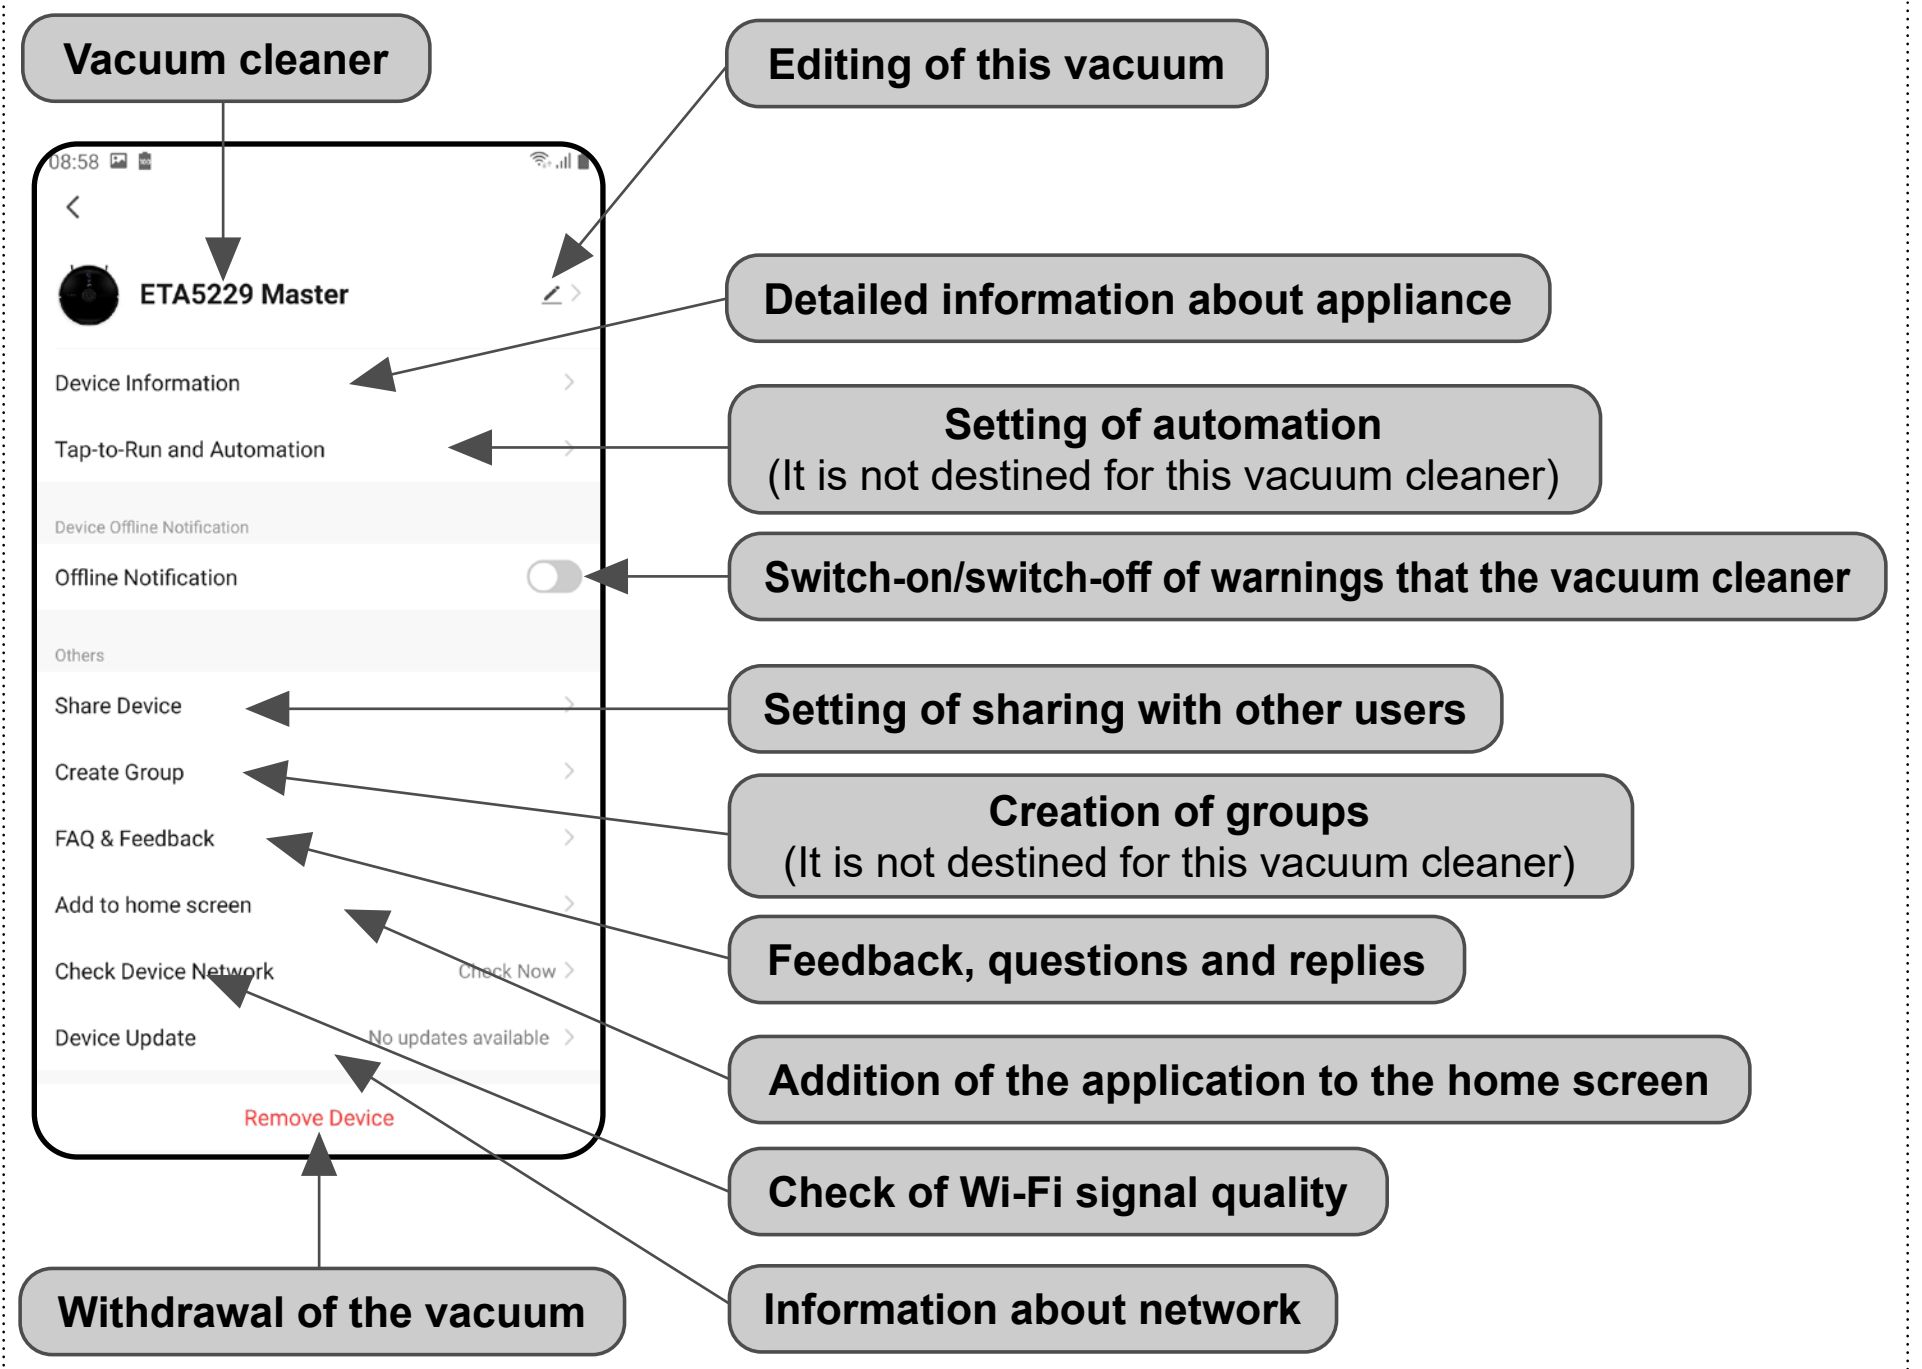 Vacuum cleaner
Editing of this vacuum
08:58
ETA5229 Master
Detailed information about appliance
Device Information
Setting of automation
(It is not destined for this vacuum cleaner)
Tap-to-Run and Automation
Device Offline Notification
Offline Notification
Switch-on/switch-off of warnings that the vacuum cleaner
Others
Share Device
Setting of sharing with other users
Create Group
Creation of groups
(It is not destined for this vacuum cleaner)
FAQ & Feedback
Add to home screen
Feedback, questions and replies
Check Device Network Check Now
Device Update No updates available
Addition of the application to the home screen
Remove Device
Check of Wi-Fi signal quality
Withdrawal of the vacuum
Information about network